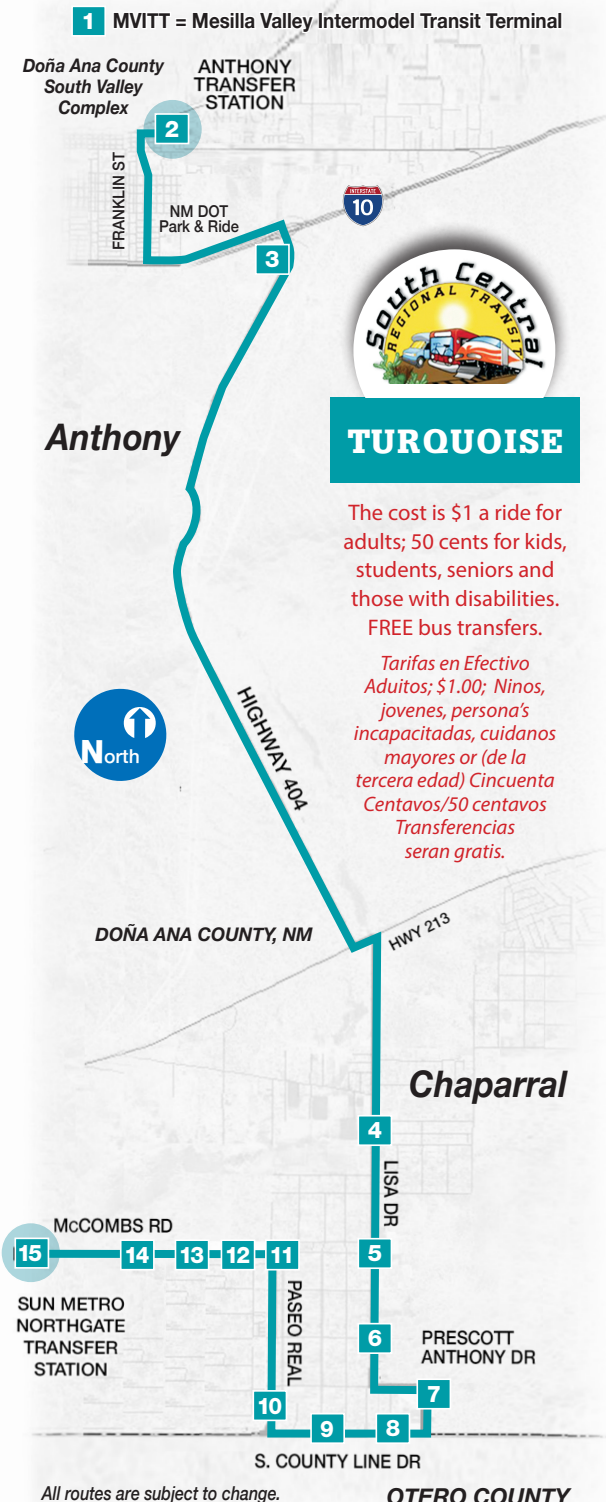 1 MVITT = Mesilla Valley Intermodel Transit Terminal
Doña Ana County
South Valley
Complex
ANTHONY
TRANSFER
STATION
2
FRANKLIN ST
NM DOT
Park & Ride
INTERSTATE
10
3
South Central
REGIONAL TRANSIT
Anthony
TURQUOISE
The cost is $1 a ride for
adults; 50 cents for kids,
students, seniors and
those with disabilities.
FREE bus transfers.
Tarifas en Efectivo
Aduitos; $1.00; Ninos,
jovenes, persona's
incapacitadas, cuidanos
mayores or (de la
tercera edad) Cincuenta
Centavos/50 centavos
Transferencias
seran gratis.
North
HIGHWAY 404
DOÑA ANA COUNTY, NM
HWY 213
Chaparral
4
LISA DR
McCOMBS RD
15
14
13
12
11
5
SUN METRO
NORTHGATE
TRANSFER
STATION
PASEO REAL
6
PRESCOTT
ANTHONY DR
7
10
9
8
S. COUNTY LINE DR
All routes are subject to change.
OTERO COUNTY